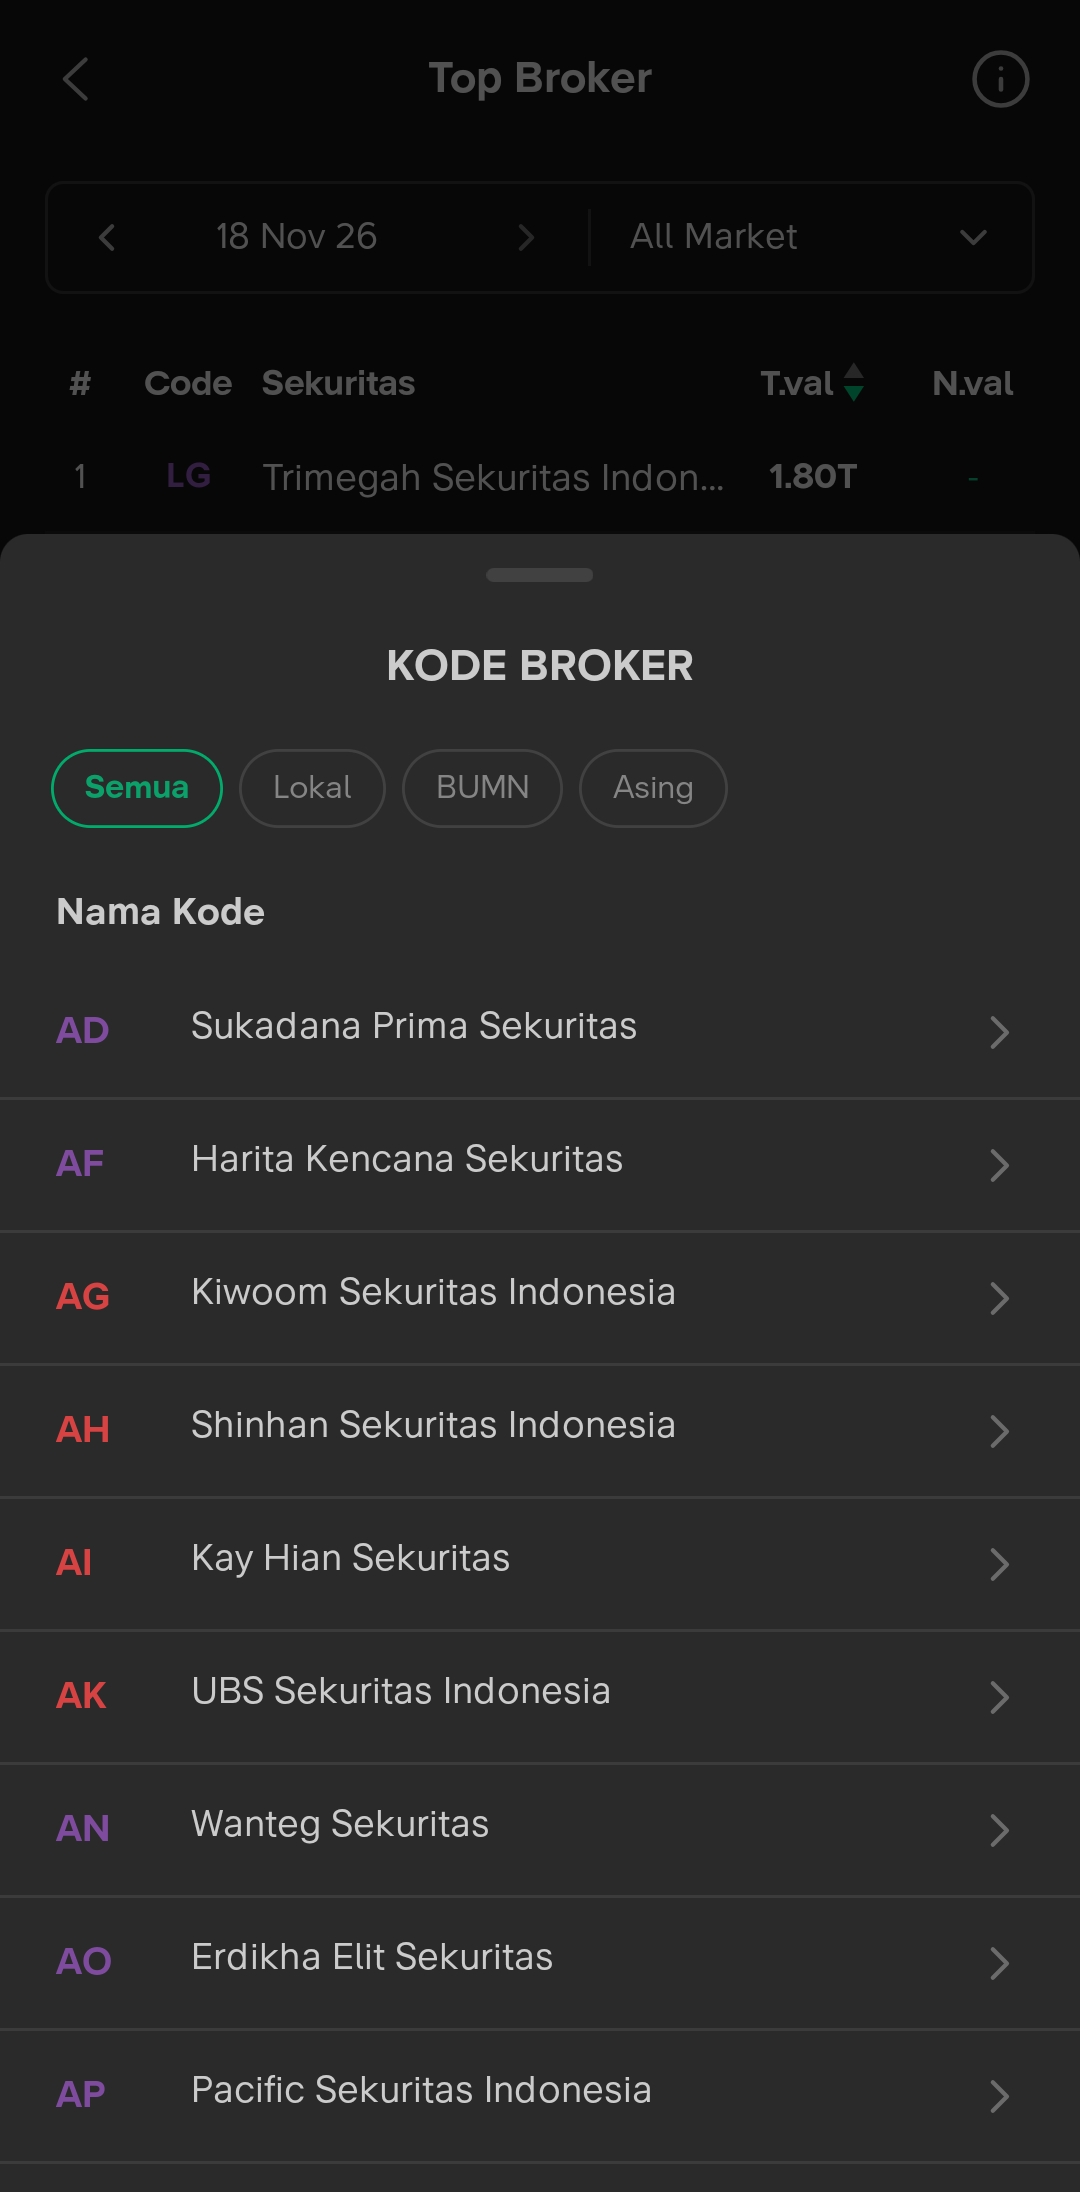 Top Broker
18 Nov 26 All Market
# Code Sekuritas T.val N.val
1 LG Trimegah Sekuritas Indon... 1.80T -
KODE BROKER
Semua Lokal BUMN Asing
Nama Kode
AD Sukadana Prima Sekuritas
AF Harita Kencana Sekuritas
AG Kiwoom Sekuritas Indonesia
AH Shinhan Sekuritas Indonesia
AI Kay Hian Sekuritas
AK UBS Sekuritas Indonesia
AN Wanteg Sekuritas
AO Erdikha Elit Sekuritas
AP Pacific Sekuritas Indonesia